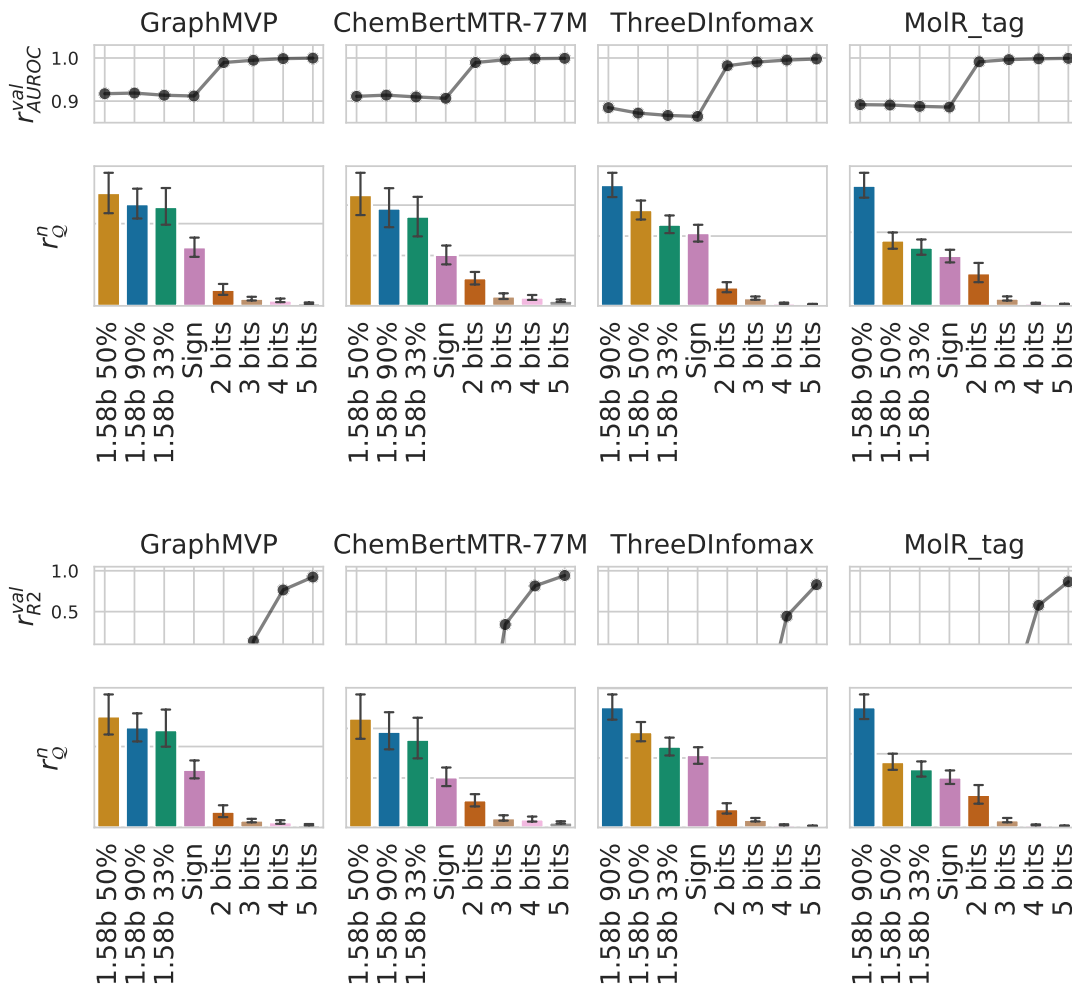 GraphMVP ChemBertMTR-77M ThreeDInfomax MolR_tag
r^{val}_{AUROC}
1.0
0.9
r^{n}_{Q}
1.58b 50% 1.58b 90% 1.58b 33% Sign 2 bits 3 bits 4 bits 5 bits
1.58b 50% 1.58b 90% 1.58b 33% Sign 2 bits 3 bits 4 bits 5 bits
1.58b 90% 1.58b 50% 1.58b 33% Sign 2 bits 3 bits 4 bits 5 bits
1.58b 90% 1.58b 50% 1.58b 33% Sign 2 bits 3 bits 4 bits 5 bits
GraphMVP ChemBertMTR-77M ThreeDInfomax MolR_tag
r^{val}_{R2}
1.0
0.5
r^{n}_{Q}
1.58b 50% 1.58b 90% 1.58b 33% Sign 2 bits 3 bits 4 bits 5 bits
1.58b 50% 1.58b 90% 1.58b 33% Sign 2 bits 3 bits 4 bits 5 bits
1.58b 90% 1.58b 50% 1.58b 33% Sign 2 bits 3 bits 4 bits 5 bits
1.58b 90% 1.58b 50% 1.58b 33% Sign 2 bits 3 bits 4 bits 5 bits